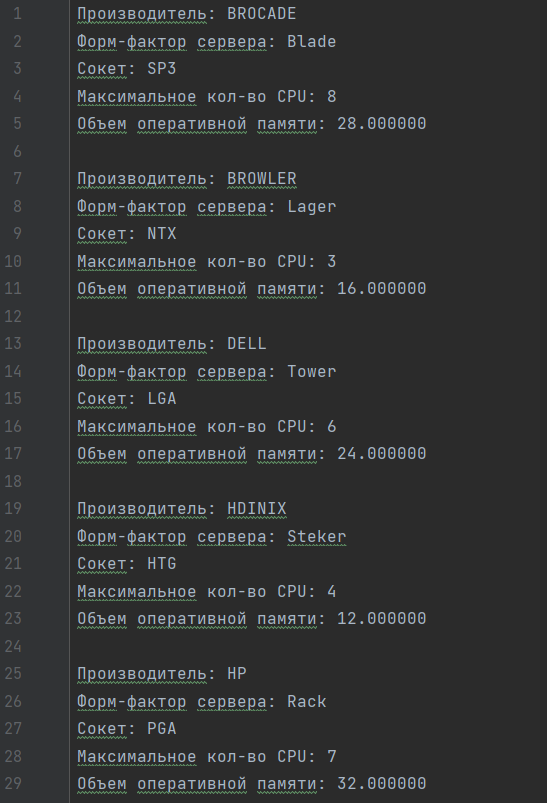 1 Производитель: BROCADE
2 Форм-фактор сервера: Blade
3 Сокет: SP3
4 Максимальное кол-во CPU: 8
5 Объем оперативной памяти: 28.000000
6
7 Производитель: BROWLER
8 Форм-фактор сервера: Lager
9 Сокет: NTX
10 Максимальное кол-во CPU: 3
11 Объем оперативной памяти: 16.000000
12
13 Производитель: DELL
14 Форм-фактор сервера: Tower
15 Сокет: LGA
16 Максимальное кол-во CPU: 6
17 Объем оперативной памяти: 24.000000
18
19 Производитель: HDINIX
20 Форм-фактор сервера: Steker
21 Сокет: HTG
22 Максимальное кол-во CPU: 4
23 Объем оперативной памяти: 12.000000
24
25 Производитель: HP
26 Форм-фактор сервера: Rack
27 Сокет: PGA
28 Максимальное кол-во CPU: 7
29 Объем оперативной памяти: 32.000000